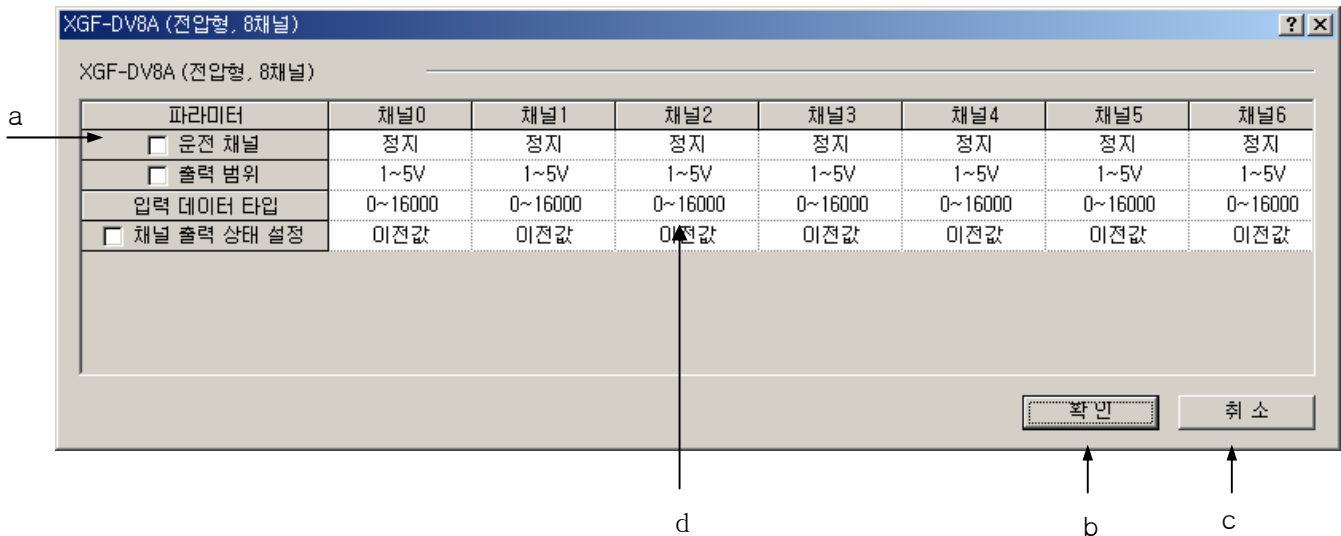 XGF-DV8A (전압형, 8채널)
XGF-DV8A (전압형, 8채널)
a
파라미터 채널0 채널1 채널2 채널3 채널4 채널5 채널6
운전 채널 정지 정지 정지 정지 정지 정지 정지
출력 범위 1~5V 1~5V 1~5V 1~5V 1~5V 1~5V 1~5V
입력 데이터 타입 0~16000 0~16000 0~16000 0~16000 0~16000 0~16000 0~16000
채널 출력 상태 설정 이전값 이전값 이전값 이전값 이전값 이전값 이전값
확인 취소
d b c